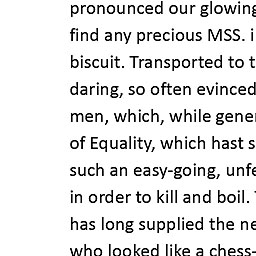 pronounced our glowing
find any precious MSS. i
biscuit. Transported to t
daring, so often evinced
men, which, while gene
of Equality, which hast s
such an easy-going, unfe
in order to kill and boil.
has long supplied the ne
who looked like a chess-